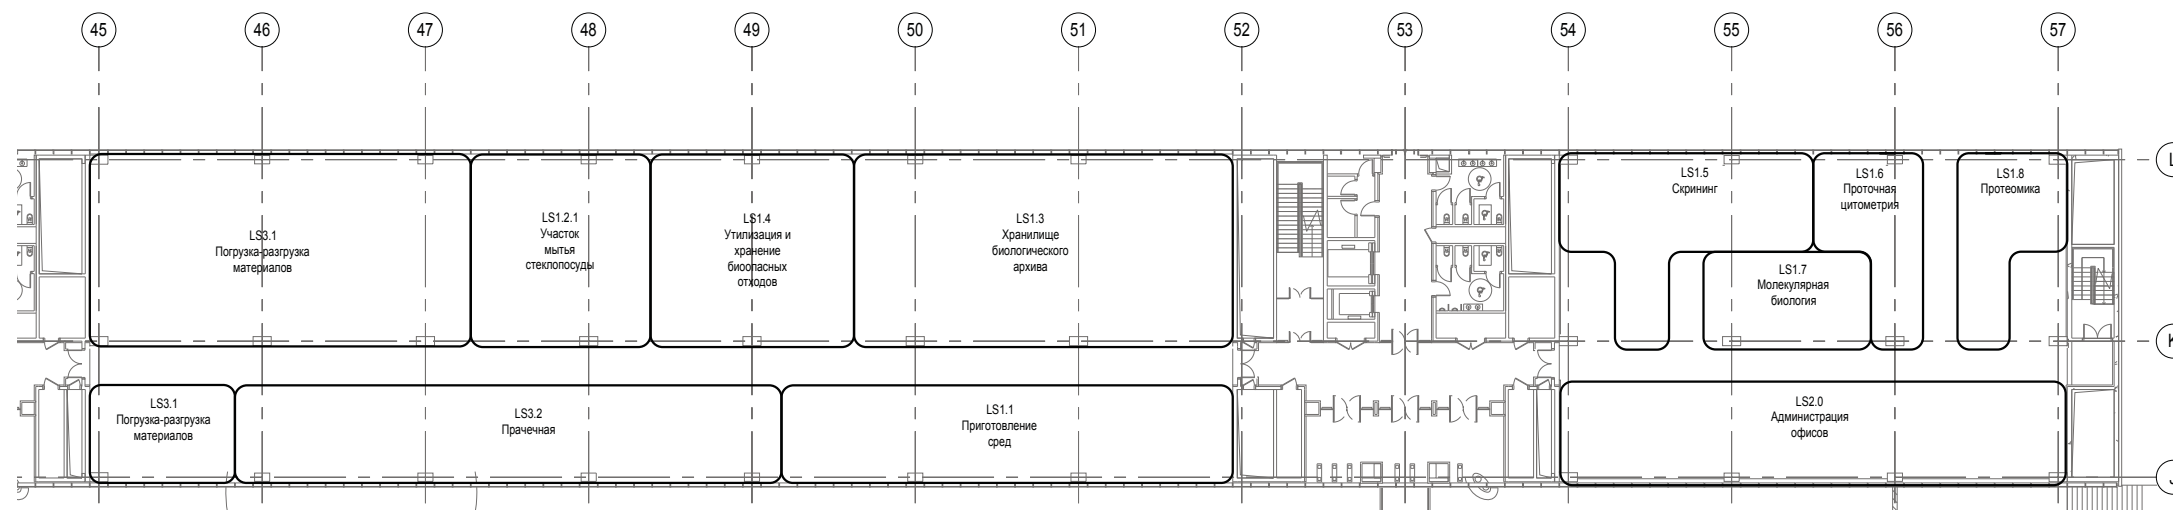 45 46 47 48 49 50 51 52 53 54 55 56 57
L
LS3.1
Погрузка-разгрузка
материалов
LS1.2.1
Участок
мытья
стеклопосуды
LS1.4
Утилизация и
хранение
биоопасных
отходов
LS1.3
Хранилище
биологического
архива
LS1.5
Скрининг
LS1.6
Проточная
цитометрия
LS1.8
Протеомика
LS1.7
Молекулярная
биология
K
LS3.1
Погрузка-разгрузка
материалов
LS3.2
Прачечная
LS1.1
Приготовление
сред
LS2.0
Администрация
офисов